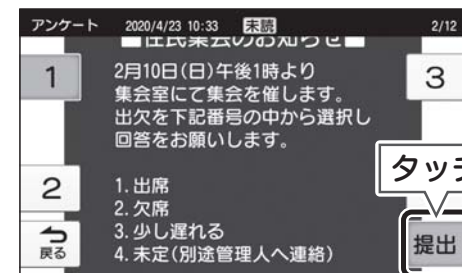 アンケート 2020/4/23 10:33 未読 2/12
■住民集会のお知らせ■
1
2月10日(日)午後1時より
集会室にて集会を催します。
出欠を下記番号の中から選択し
回答をお願いします。
3
2
1. 出席
2. 欠席
3. 少し遅れる
4. 未定(別途管理人へ連絡)
戻る
タッチ
提出